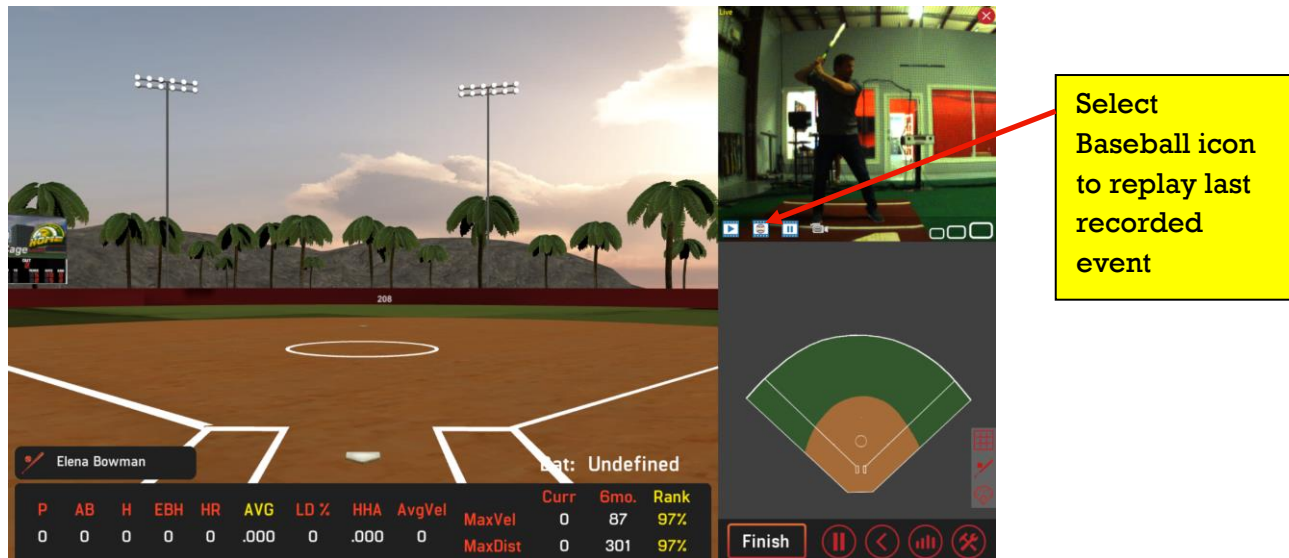 Live
Select
Baseball icon
to replay last
recorded
event
HOME
208
Elena Bowman
Bat: Undefined
P AB H EBH HR AVG LD % HHA AvgVel
0 0 0 0 0 .000 0 .000 0
Curr 6mo. Rank
MaxVel 0 87 97%
MaxDist 0 301 97%
Finish